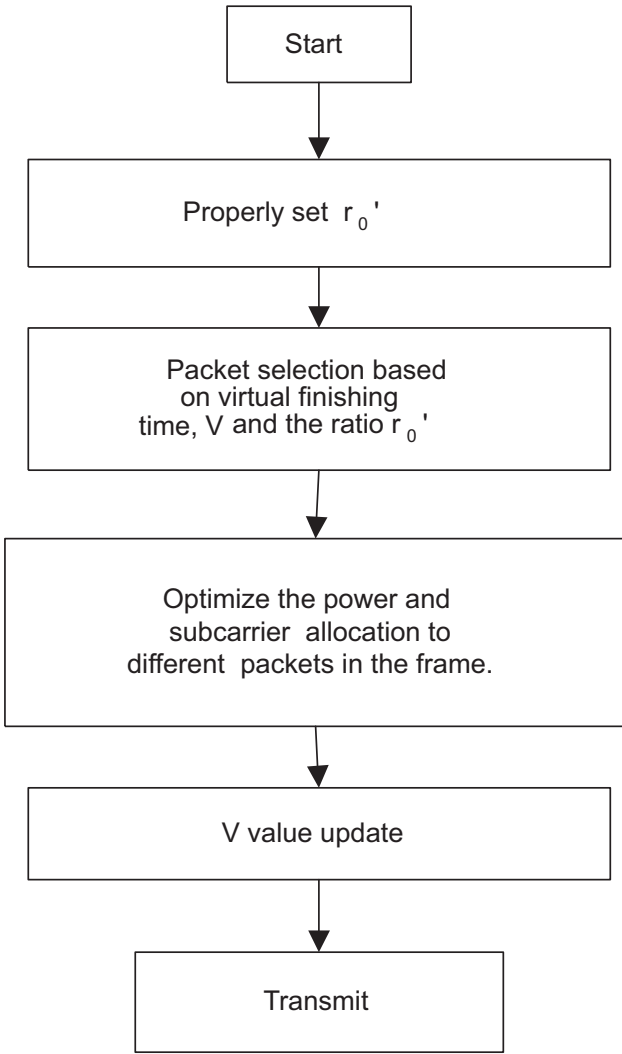 Start
Properly set r₀'
Packet selection based
on virtual finishing
time, V and the ratio r₀'
Optimize the power and
subcarrier allocation to
different packets in the frame.
V value update
Transmit